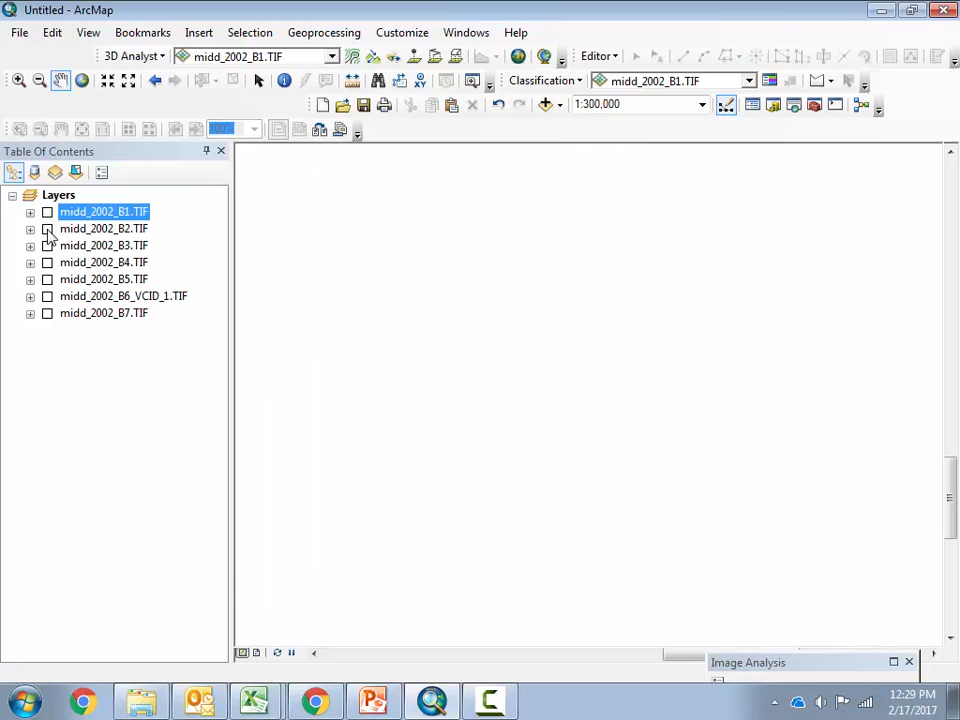 Untitled - ArcMap
File Edit View Bookmarks Insert Selection Geoprocessing Customize Windows Help
3D Analyst midd_2002_B1.TIF Editor
Classification midd_2002_B1.TIF
1:300,000
100%
Table Of Contents
Layers
midd_2002_B1.TIF
midd_2002_B2.TIF
midd_2002_B3.TIF
midd_2002_B4.TIF
midd_2002_B5.TIF
midd_2002_B6_VCID_1.TIF
midd_2002_B7.TIF
Image Analysis
12:29 PM
2/17/2017